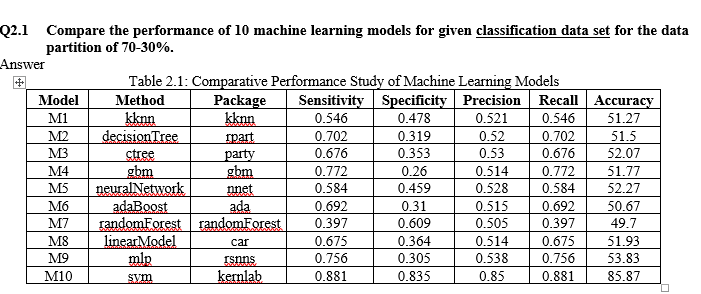 Q2.1 Compare the performance of 10 machine learning models for given classification data set for the data
partition of 70-30%.
Answer
Table 2.1: Comparative Performance Study of Machine Learning Models
Model Method Package Sensitivity Specificity Precision Recall Accuracy
M1 kknn kknn 0.546 0.478 0.521 0.546 51.27
M2 decisionTree rpart 0.702 0.319 0.52 0.702 51.5
M3 ctree party 0.676 0.353 0.53 0.676 52.07
M4 gbm gbm 0.772 0.26 0.514 0.772 51.77
M5 neuralNetwork nnet 0.584 0.459 0.528 0.584 52.27
M6 adaBoost ada 0.692 0.31 0.515 0.692 50.67
M7 randomForest randomForest 0.397 0.609 0.505 0.397 49.7
M8 linearModel car 0.675 0.364 0.514 0.675 51.93
M9 mlp rsnns 0.756 0.305 0.538 0.756 53.83
M10 svm kernlab 0.881 0.835 0.85 0.881 85.87